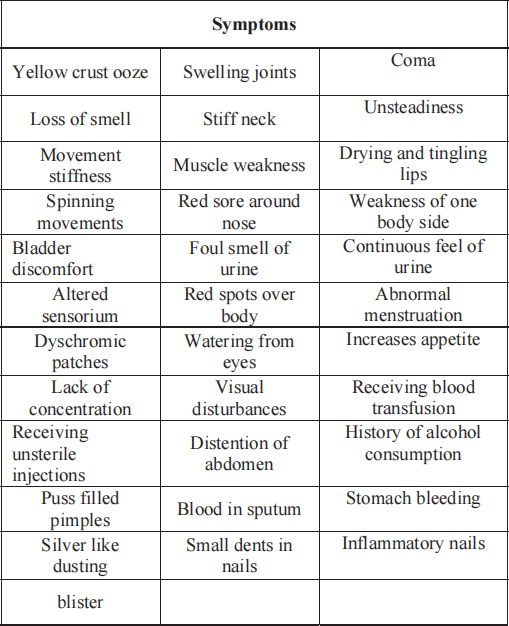 Symptoms
Yellow crust ooze
Swelling joints
Coma
Loss of smell
Stiff neck
Unsteadiness
Movement
stiffness
Muscle weakness
Drying and tingling
lips
Spinning
movements
Red sore around
nose
Weakness of one
body side
Bladder
discomfort
Foul smell of
urine
Continuous feel of
urine
Altered
sensorium
Red spots over
body
Abnormal
menstruation
Dyschromic
patches
Watering from
eyes
Increases appetite
Lack of
concentration
Visual
disturbances
Receiving blood
transfusion
Receiving
unsterile
injections
Distention of
abdomen
History of alcohol
consumption
Puss filled
pimples
Blood in sputum
Stomach bleeding
Silver like
dusting
Small dents in
nails
Inflammatory nails
blister